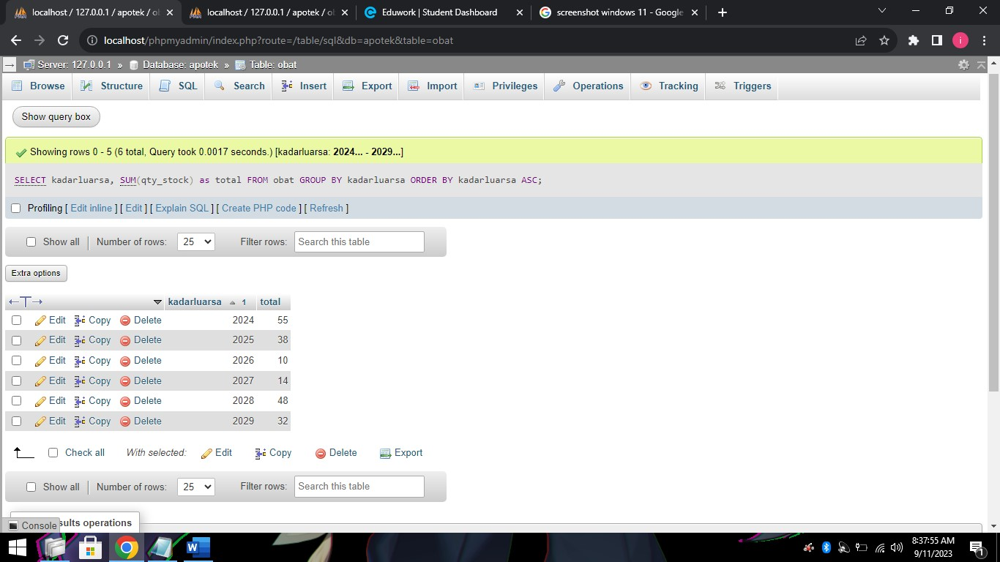 localhost / 127.0.0.1 / apotek / ol
localhost / 127.0.0.1 / apotek / ol
Eduwork | Student Dashboard
screenshot windows 11 - Google
localhost/phpmyadmin/index.php?route=/table/sql&db=apotek&table=obat
i
Server: 127.0.0.1 » Database: apotek » Table: obat
Browse Structure SQL Search Insert Export Import Privileges Operations Tracking Triggers
Show query box
Showing rows 0 - 5 (6 total, Query took 0.0017 seconds.) [kadarluarsa: 2024... - 2029...]
SELECT kadarluarsa, SUM(qty_stock) as total FROM obat GROUP BY kadarluarsa ORDER BY kadarluarsa ASC;
Profiling [ Edit inline ] [ Edit ] [ Explain SQL ] [ Create PHP code ] [ Refresh ]
Show all | Number of rows: 25 Filter rows: Search this table
Extra options
←T→ kadarluarsa 1 total
Edit Copy Delete 2024 55
Edit Copy Delete 2025 38
Edit Copy Delete 2026 10
Edit Copy Delete 2027 14
Edit Copy Delete 2028 48
Edit Copy Delete 2029 32
Check all With selected: Edit Copy Delete Export
Show all | Number of rows: 25 Filter rows: Search this table
Console sults operations
8:37:55 AM
9/11/2023
1